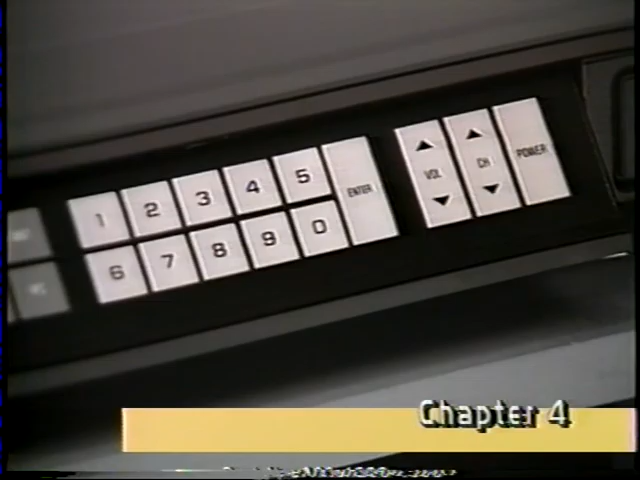 1 2 3 4 5 ENTER
6 7 8 9 0
VOL
CH
POWER
Chapter 4